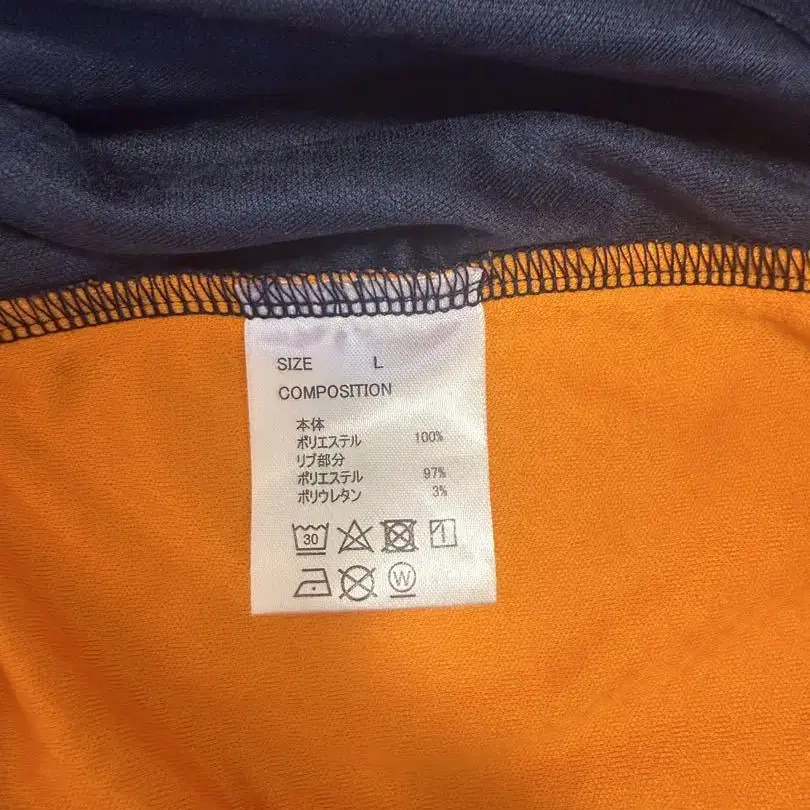 SIZE L
COMPOSITION
本体
ポリエステル 100%
リブ部分
ポリエステル 97%
ポリウレタン 3%
30
W